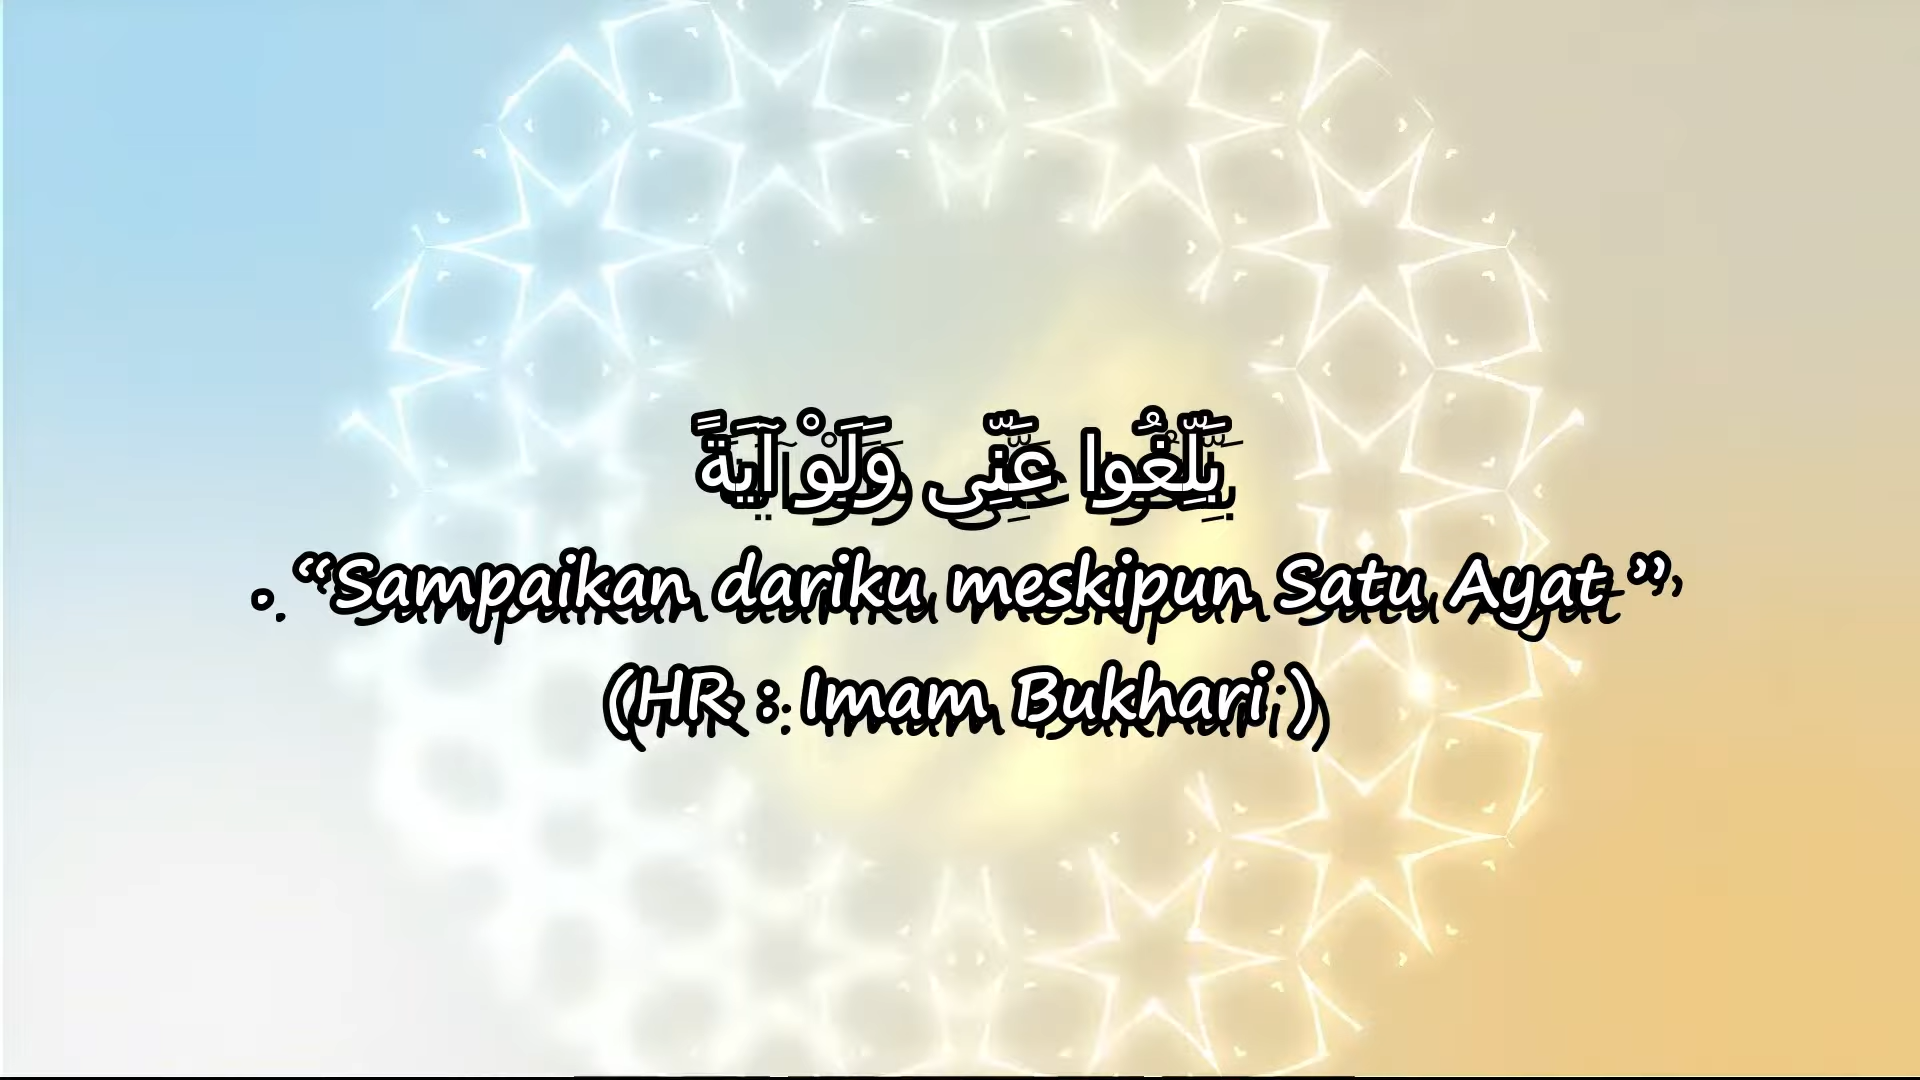 بَلِّغُوا عَنِّى وَلَوْ آيَةً
. “Sampaikan dariku meskipun Satu Ayat ”
(HR : Imam Bukhari )